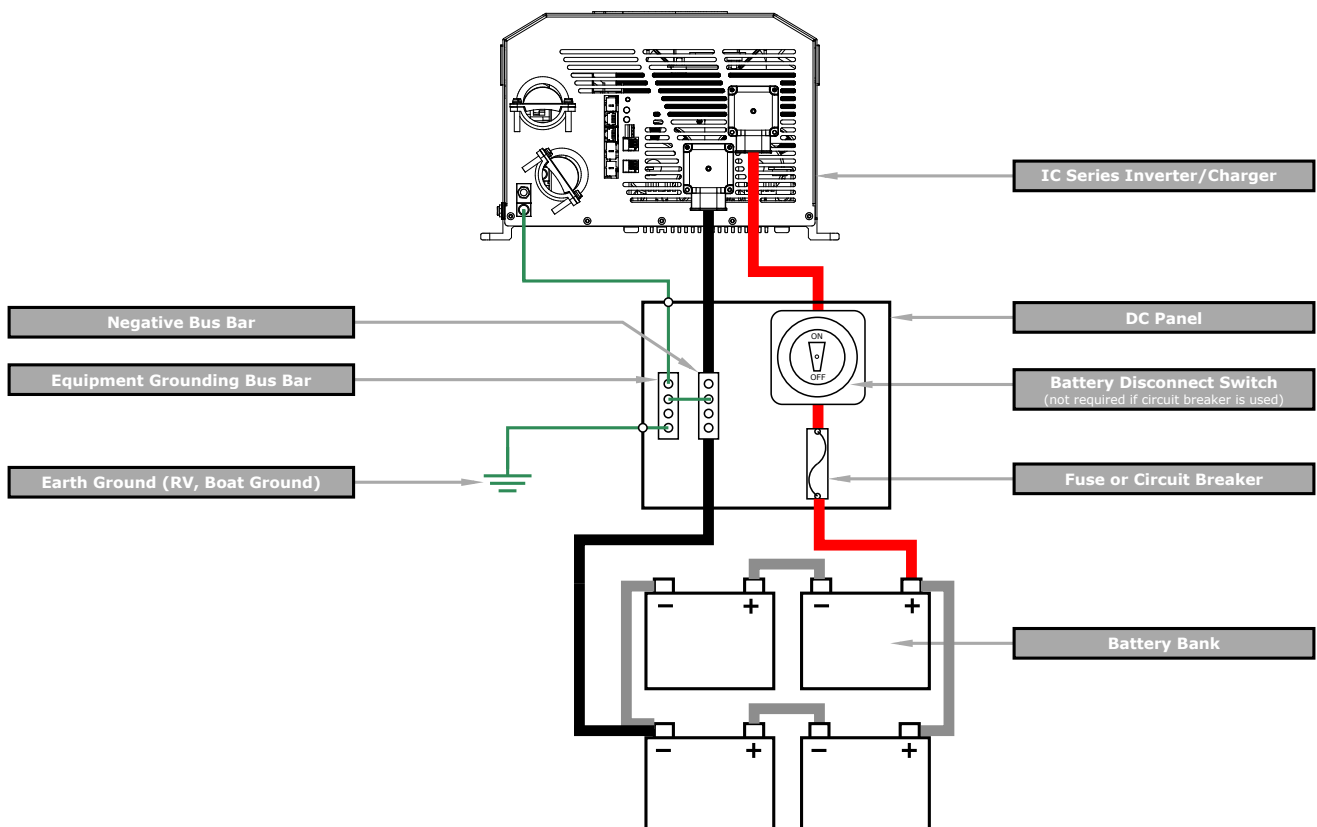 IC Series Inverter/Charger
Negative Bus Bar
DC Panel
ON
OFF
Equipment Grounding Bus Bar
Battery Disconnect Switch
(not required if circuit breaker is used)
Earth Ground (RV, Boat Ground)
Fuse or Circuit Breaker
− + − +
Battery Bank
− + − +